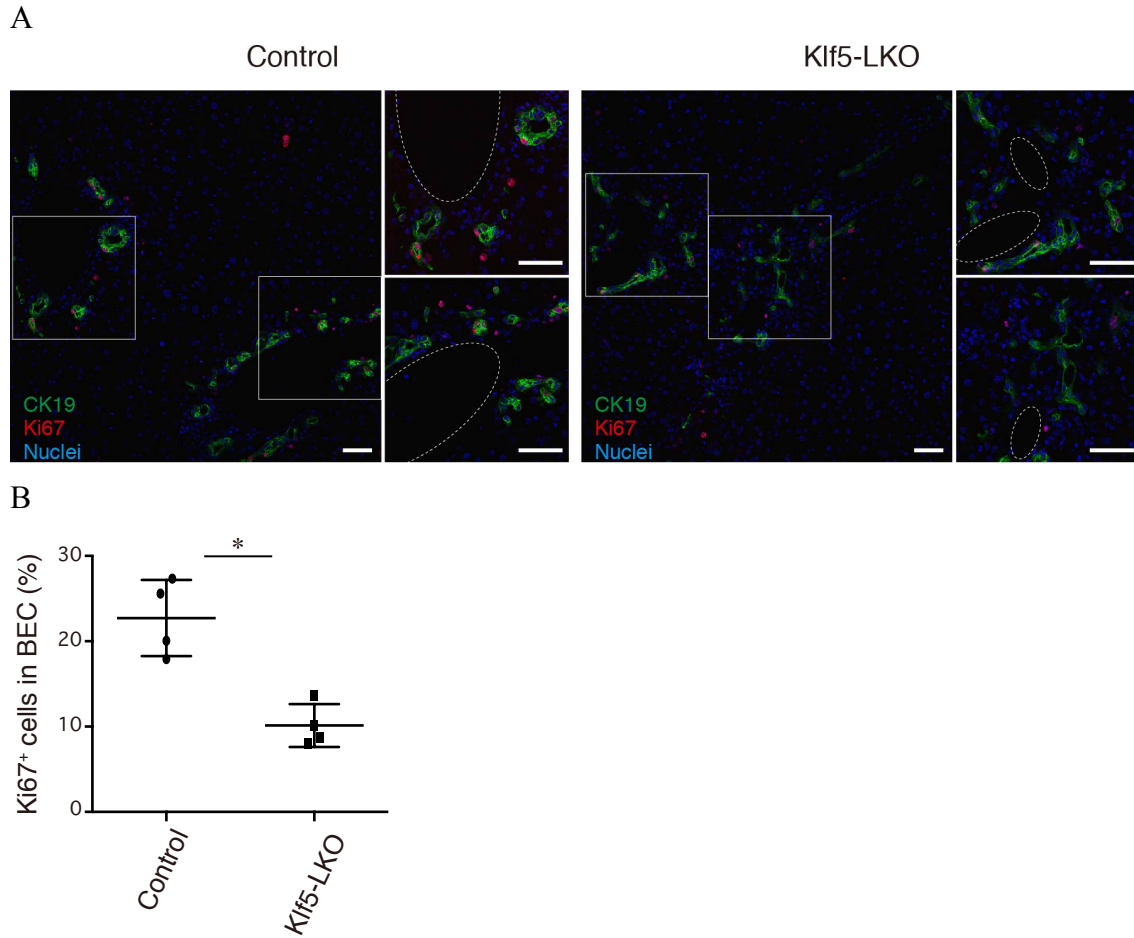 A
Control
Klf5-LKO
CK19
Ki67
Nuclei
CK19
Ki67
Nuclei
B
Ki67⁺ cells in BEC (%)
30
20
10
0
*
Control
Klf5-LKO